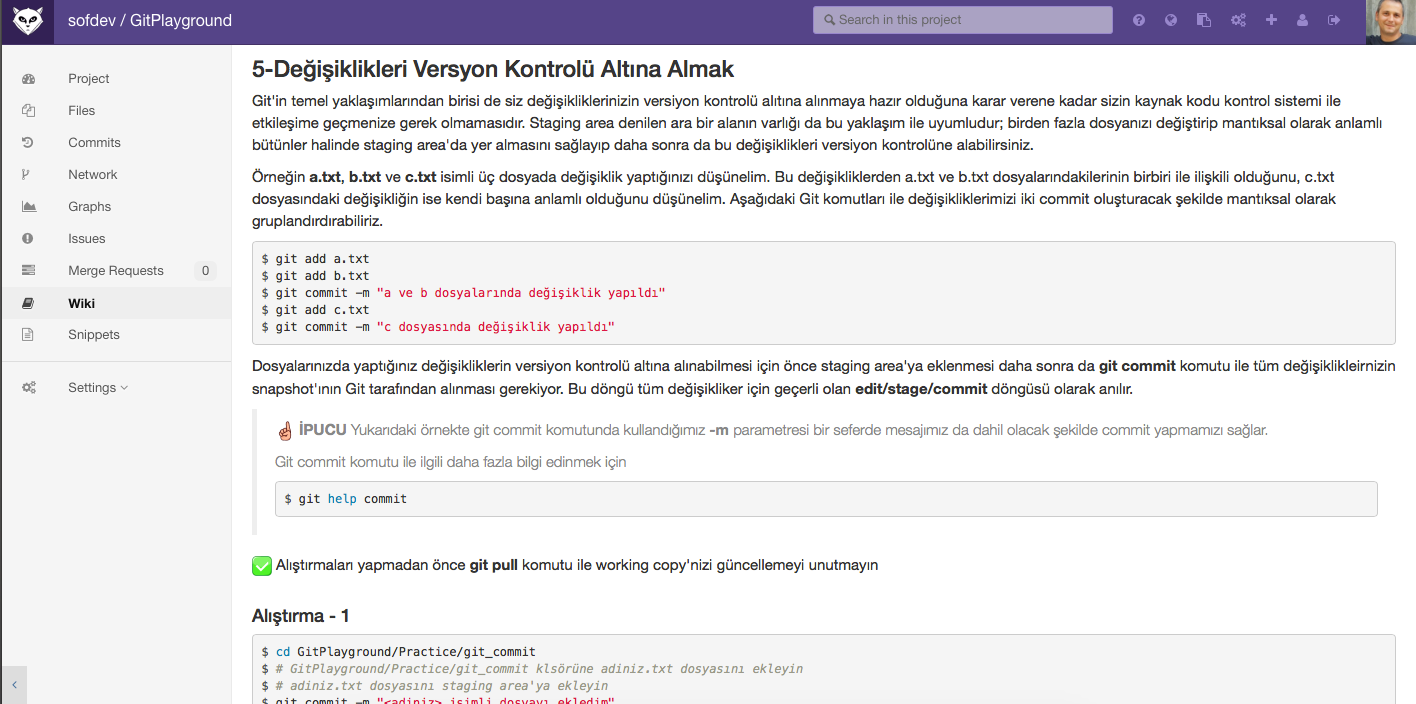 sofdev / GitPlayground
Search in this project
Project
Files
Commits
Network
Graphs
Issues
Merge Requests 0
Wiki
Snippets
Settings
5-Değişiklikleri Versyon Kontrolü Altına Almak
Git'in temel yaklaşımlarından birisi de siz değişikliklerinizin versiyon kontrolü alıtına alınmaya hazır olduğuna karar verene kadar sizin kaynak kodu kontrol sistemi ile
etkileşime geçmenize gerek olmamasıdır. Staging area denilen ara bir alanın varlığı da bu yaklaşım ile uyumludur; birden fazla dosyanızı değiştirip mantıksal olarak anlamlı
bütünler halinde staging area'da yer almasını sağlayıp daha sonra da bu değişiklikleri versiyon kontrolüne alabilirsiniz.
Örneğin a.txt, b.txt ve c.txt isimli üç dosyada değişiklik yaptığınızı düşünelim. Bu değişikliklerden a.txt ve b.txt dosyalarındakilerinin birbiri ile ilişkili olduğunu, c.txt
dosyasındaki değişikliğin ise kendi başına anlamlı olduğunu düşünelim. Aşağıdaki Git komutları ile değişikliklerimizi iki commit oluşturacak şekilde mantıksal olarak
gruplandırdırabiliriz.
$ git add a.txt
$ git add b.txt
$ git commit -m "a ve b dosyalarında değişiklik yapıldı"
$ git add c.txt
$ git commit -m "c dosyasında değişiklik yapıldı"
Dosyalarınızda yaptığınız değişikliklerin versiyon kontrolü altına alınabilmesi için önce staging area'ya eklenmesi daha sonra da git commit komutu ile tüm değişiklikleirnizin
snapshot'ının Git tarafından alınması gerekiyor. Bu döngü tüm değişikliker için geçerli olan edit/stage/commit döngüsü olarak anılır.
İPUCU Yukarıdaki örnekte git commit komutunda kullandığımız -m parametresi bir seferde mesajımız da dahil olacak şekilde commit yapmamızı sağlar.
Git commit komutu ile ilgili daha fazla bilgi edinmek için
$ git help commit
Alıştırmaları yapmadan önce git pull komutu ile working copy'nizi güncellemeyi unutmayın
Alıştırma - 1
$ cd GitPlayground/Practice/git_commit
$ # GitPlayground/Practice/git_commit klsörüne adiniz.txt dosyasını ekleyin
$ # adiniz.txt dosyasını staging area'ya ekleyin
$ git commit -m "<adiniz> isimli dosyayı ekledim"